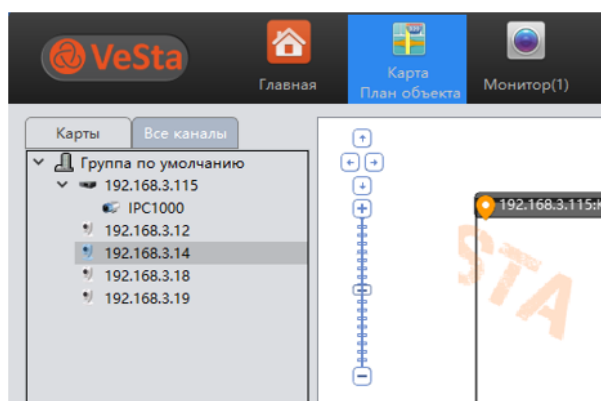 VeSta
Главная
Карта
План объекта
Монитор(1)
Карты
Все каналы
Группа по умолчанию
192.168.3.115
IPC1000
192.168.3.12
192.168.3.14
192.168.3.18
192.168.3.19
192.168.3.115:
STA